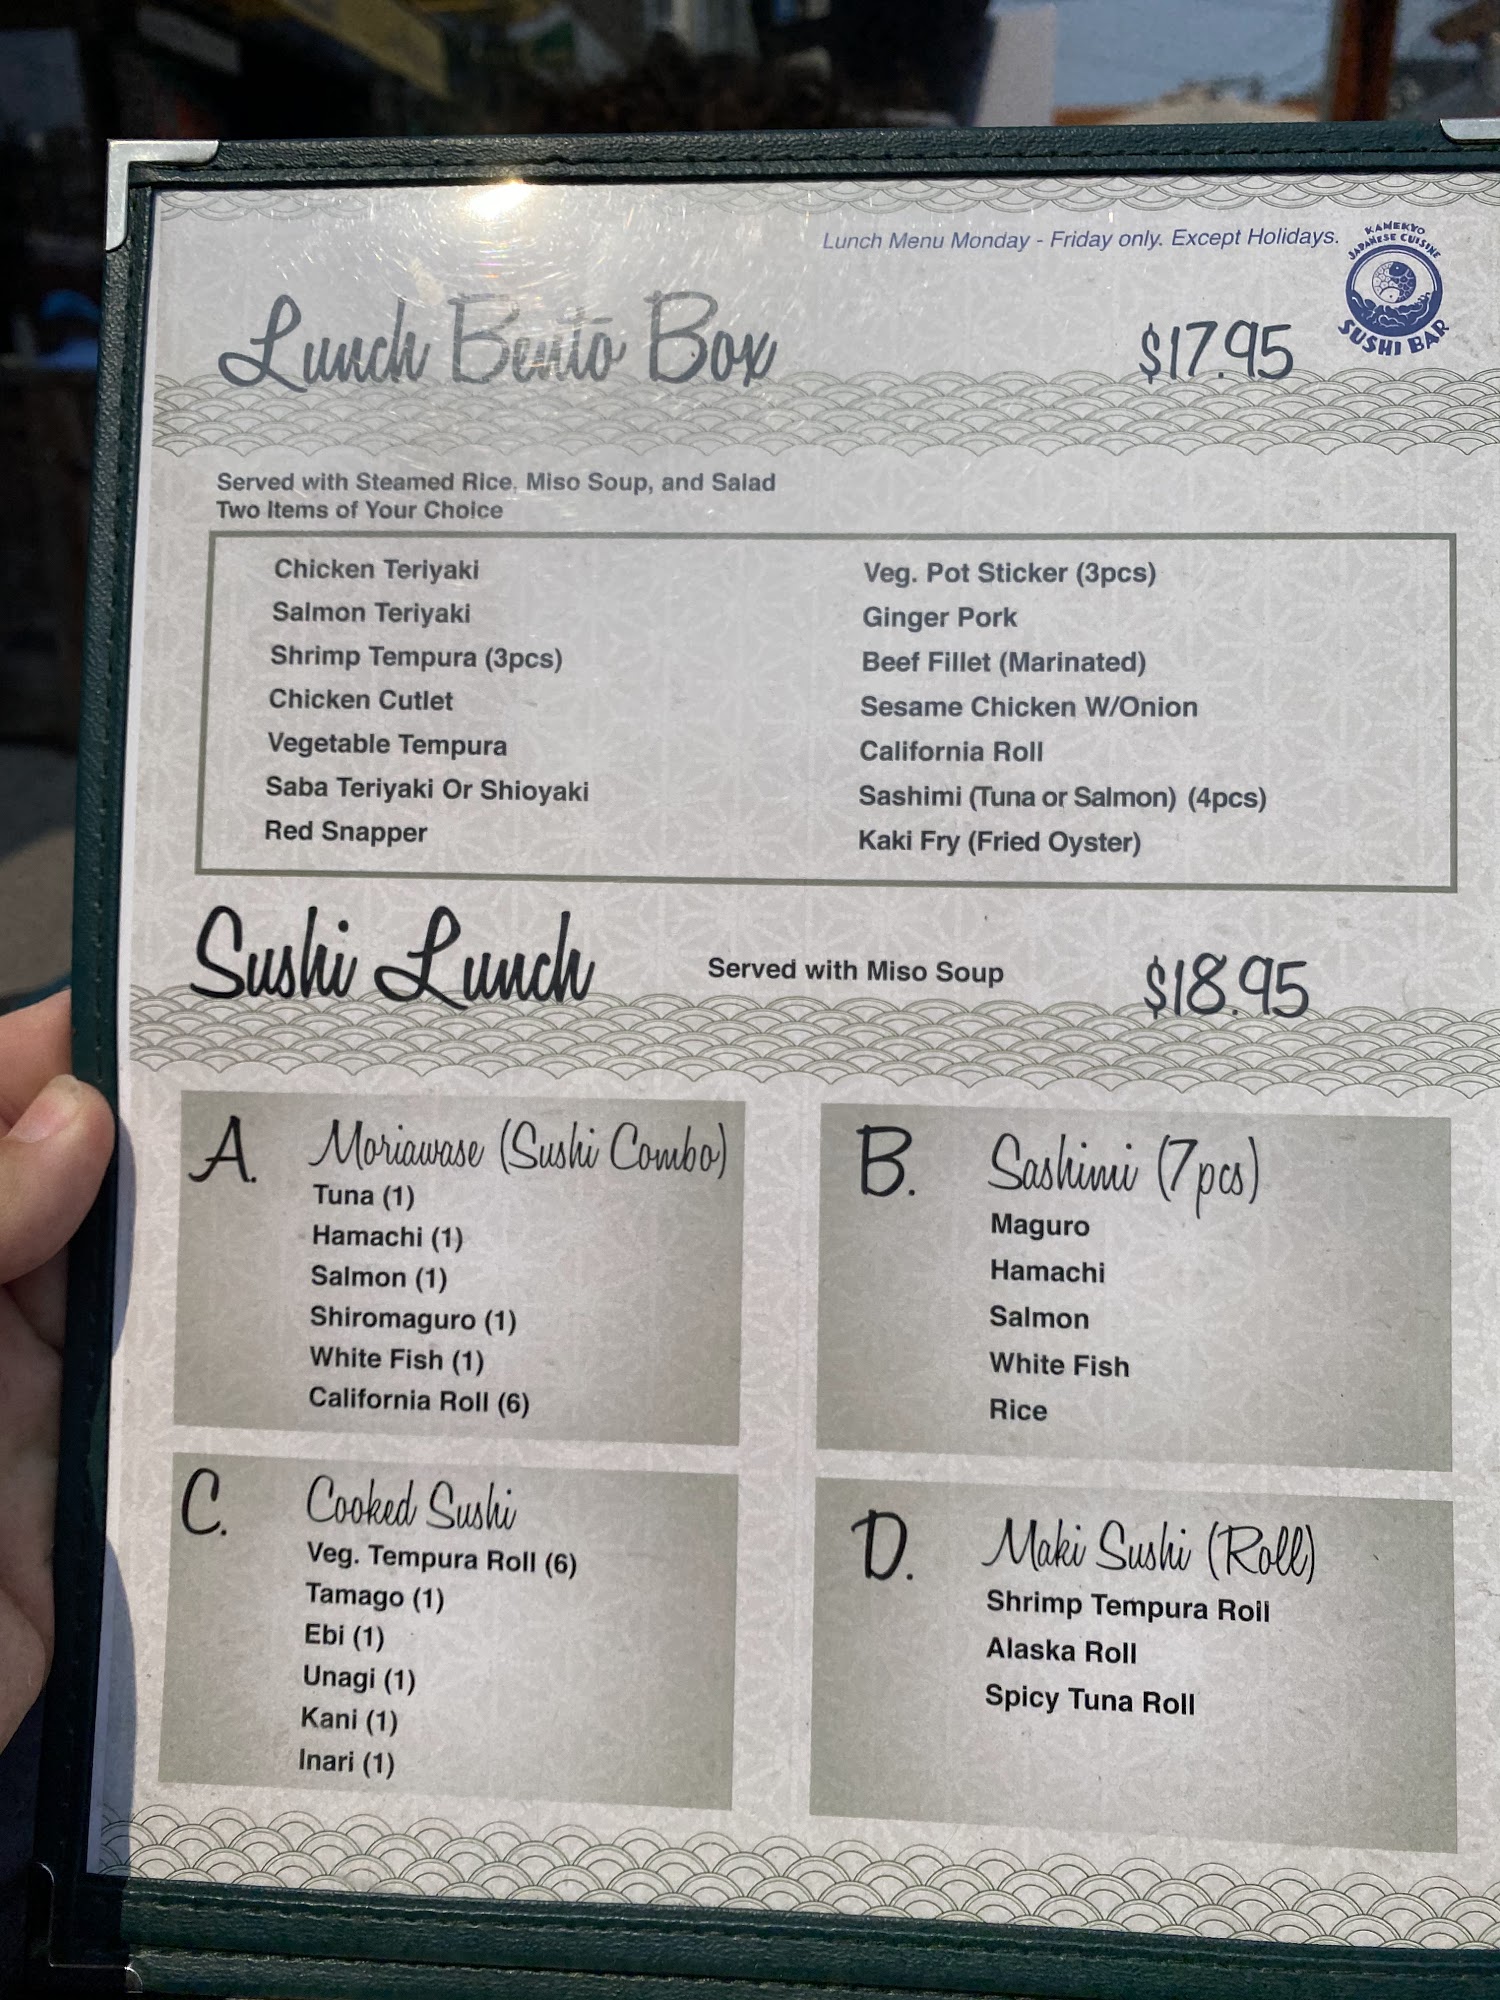 Lunch Menu Monday - Friday only. Except Holidays.
KAMEKYO
JAPANESE CUISINE
SUSHI BAR
Lunch Bento Box $17.95
Served with Steamed Rice, Miso Soup, and Salad
Two Items of Your Choice
Chicken Teriyaki
Salmon Teriyaki
Shrimp Tempura (3pcs)
Chicken Cutlet
Vegetable Tempura
Saba Teriyaki Or Shioyaki
Red Snapper
Veg. Pot Sticker (3pcs)
Ginger Pork
Beef Fillet (Marinated)
Sesame Chicken W/Onion
California Roll
Sashimi (Tuna or Salmon) (4pcs)
Kaki Fry (Fried Oyster)
Sushi Lunch Served with Miso Soup $18.95
A. Moriawase (Sushi Combo)
Tuna (1)
Hamachi (1)
Salmon (1)
Shiromaguro (1)
White Fish (1)
California Roll (6)
B. Sashimi (7pcs)
Maguro
Hamachi
Salmon
White Fish
Rice
C. Cooked Sushi
Veg. Tempura Roll (6)
Tamago (1)
Ebi (1)
Unagi (1)
Kani (1)
Inari (1)
D. Maki Sushi (Roll)
Shrimp Tempura Roll
Alaska Roll
Spicy Tuna Roll